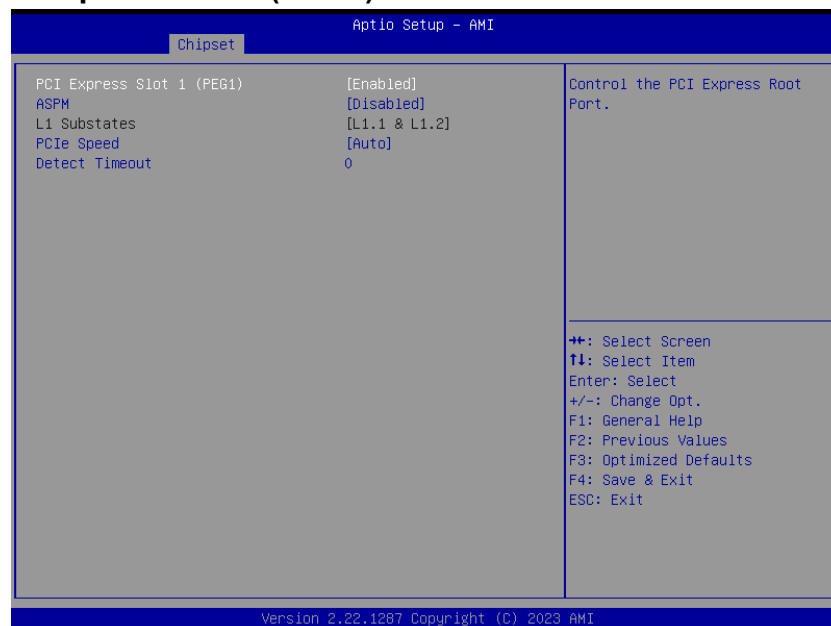 Aptio Setup – AMI
Chipset
PCI Express Slot 1 (PEG1) [Enabled]
ASPM [Disabled]
L1 Substates [L1.1 & L1.2]
PCIe Speed [Auto]
Detect Timeout 0
Control the PCI Express Root
Port.
→←: Select Screen
↑↓: Select Item
Enter: Select
+/-: Change Opt.
F1: General Help
F2: Previous Values
F3: Optimized Defaults
F4: Save & Exit
ESC: Exit
Version 2.22.1287 Copyright (C) 2023 AMI